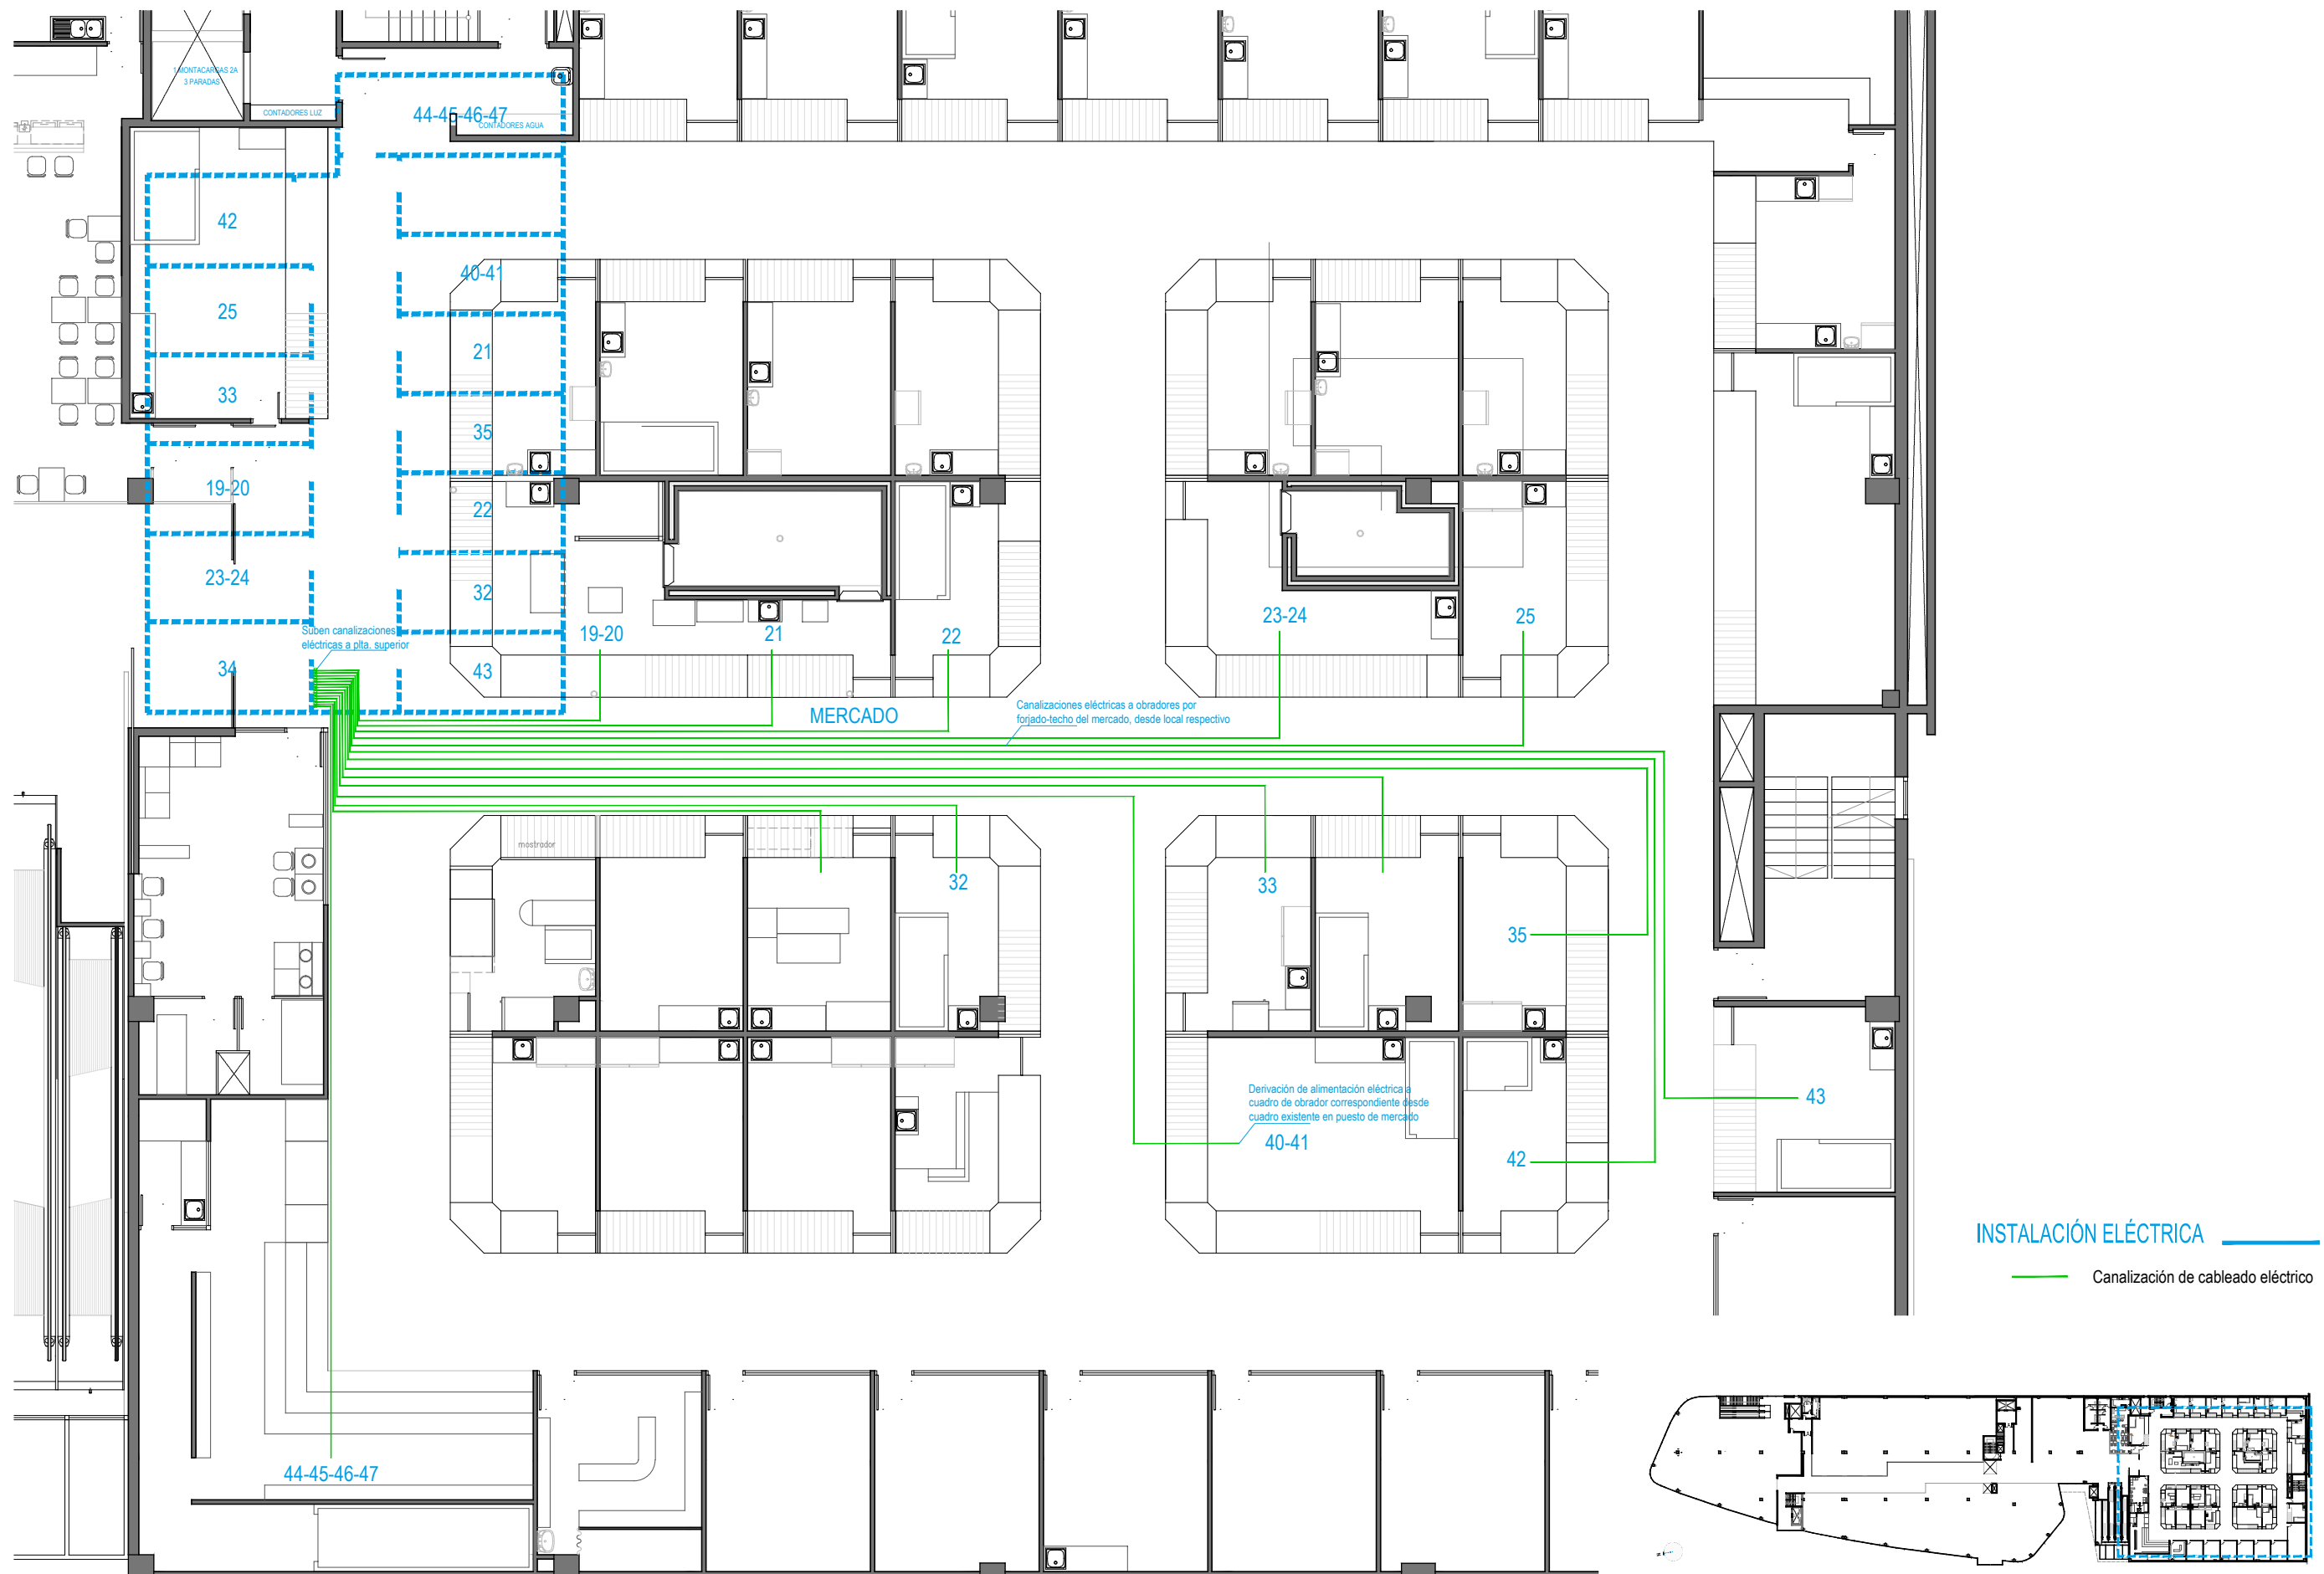 1 MONTACARGAS 2A
3 PARADAS
CONTADORES LUZ
44-45-46-47
CONTADORES AGUA
42
40-41
25
21
33
35
19-20
22
23-24
32
Suben canalizaciones
eléctricas a plta. superior
34
43
19-20
21
22
23-24
25
MERCADO
Canalizaciones eléctricas a obradores por
forjado-techo del mercado, desde local respectivo
mostrador
32
33
35
Derivación de alimentación eléctrica a
cuadro de obrador correspondiente desde
cuadro existente en puesto de mercado
40-41
42
43
44-45-46-47
INSTALACIÓN ELÉCTRICA
Canalización de cableado eléctrico